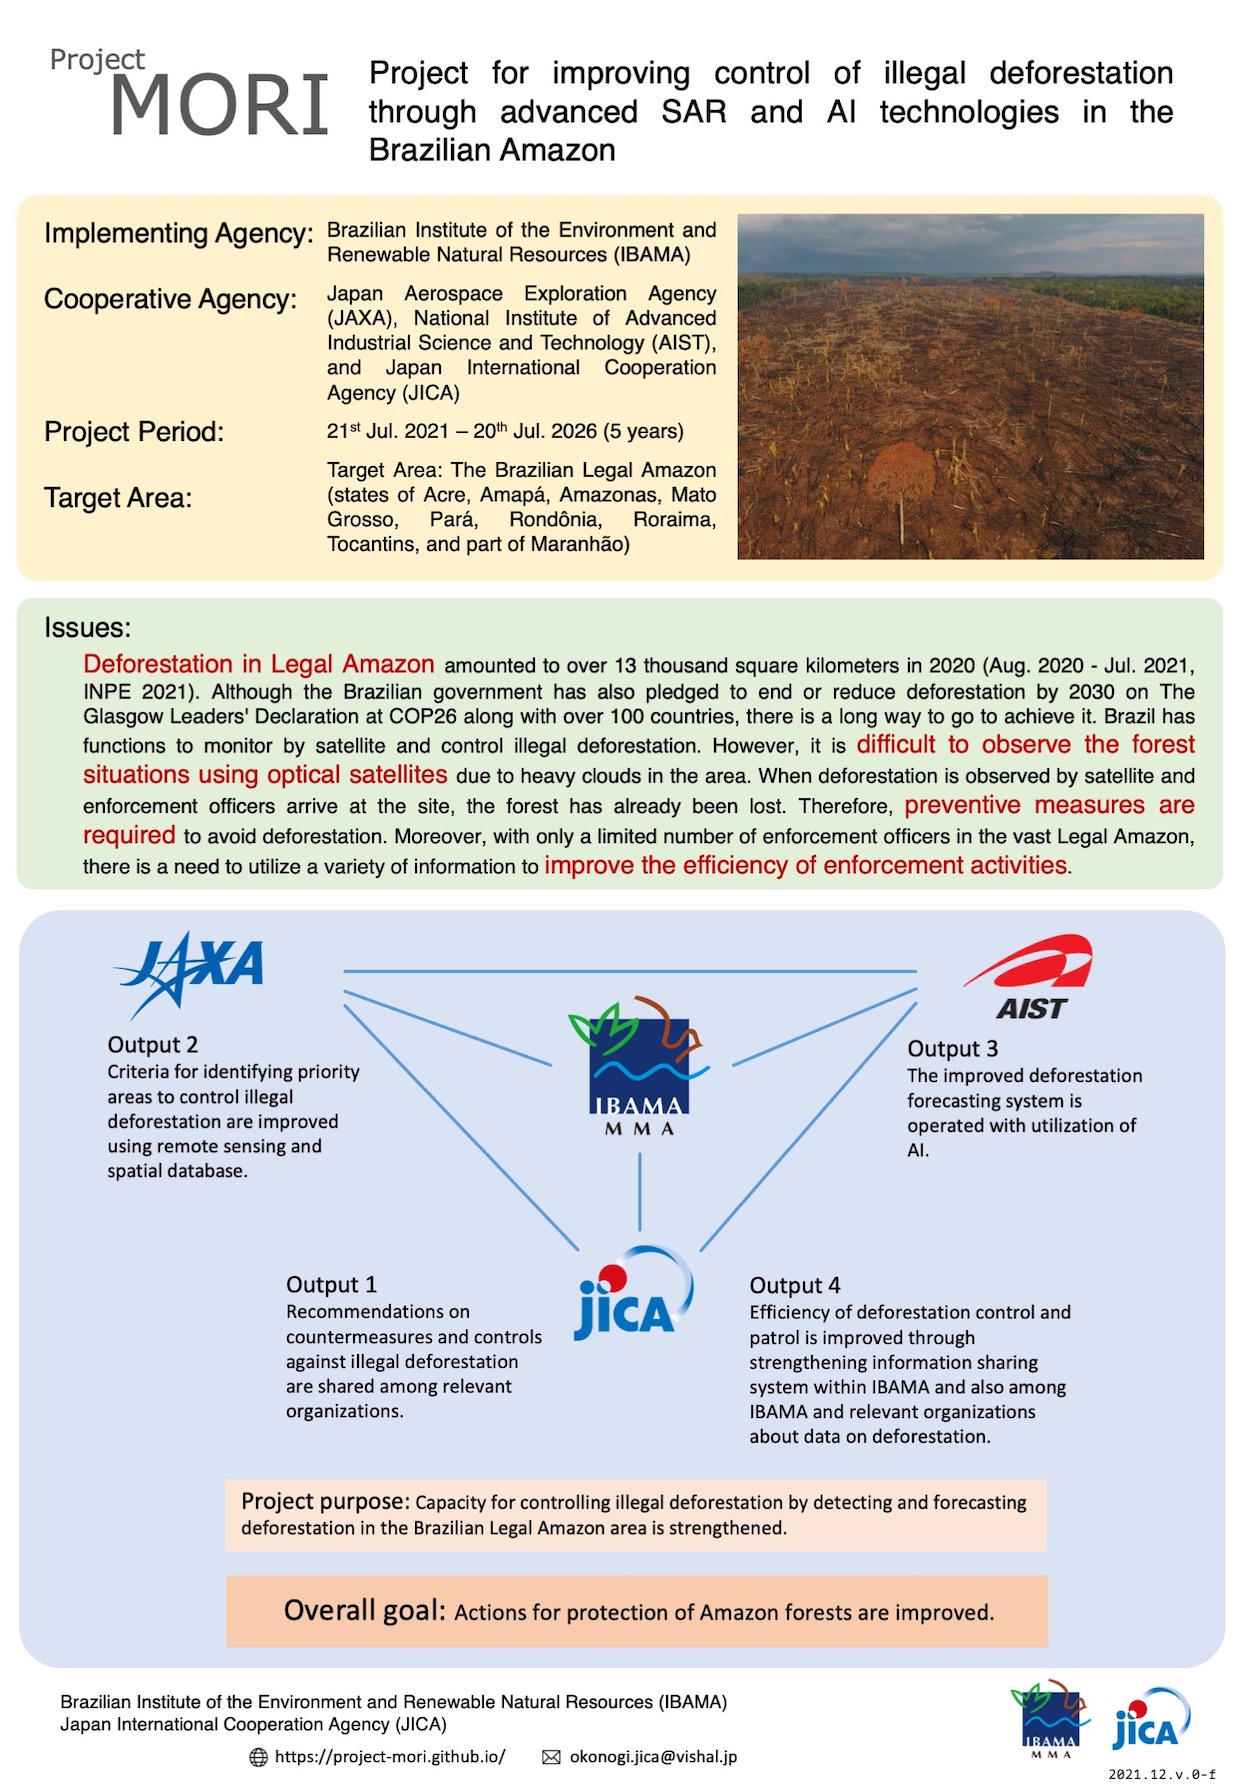 Project
MORI
Project for improving control of illegal deforestation
through advanced SAR and AI technologies in the
Brazilian Amazon
Implementing Agency: Brazilian Institute of the Environment and
Renewable Natural Resources (IBAMA)
Cooperative Agency: Japan Aerospace Exploration Agency
(JAXA), National Institute of Advanced
Industrial Science and Technology (AIST),
and Japan International Cooperation
Agency (JICA)
Project Period: 21st Jul. 2021 – 20th Jul. 2026 (5 years)
Target Area: Target Area: The Brazilian Legal Amazon
(states of Acre, Amapá, Amazonas, Mato
Grosso, Pará, Rondônia, Roraima,
Tocantins, and part of Maranhão)
Issues:
Deforestation in Legal Amazon amounted to over 13 thousand square kilometers in 2020 (Aug. 2020 - Jul. 2021,
INPE 2021). Although the Brazilian government has also pledged to end or reduce deforestation by 2030 on The
Glasgow Leaders' Declaration at COP26 along with over 100 countries, there is a long way to go to achieve it. Brazil has
functions to monitor by satellite and control illegal deforestation. However, it is difficult to observe the forest
situations using optical satellites due to heavy clouds in the area. When deforestation is observed by satellite and
enforcement officers arrive at the site, the forest has already been lost. Therefore, preventive measures are
required to avoid deforestation. Moreover, with only a limited number of enforcement officers in the vast Legal Amazon,
there is a need to utilize a variety of information to improve the efficiency of enforcement activities.
JAXA
Output 2
Criteria for identifying priority
areas to control illegal
deforestation are improved
using remote sensing and
spatial database.
IBAMA
MMA
AIST
Output 3
The improved deforestation
forecasting system is
operated with utilization of
AI.
Output 1
Recommendations on
countermeasures and controls
against illegal deforestation
are shared among relevant
organizations.
jICA
Output 4
Efficiency of deforestation control and
patrol is improved through
strengthening information sharing
system within IBAMA and also among
IBAMA and relevant organizations
about data on deforestation.
Project purpose: Capacity for controlling illegal deforestation by detecting and forecasting
deforestation in the Brazilian Legal Amazon area is strengthened.
Overall goal: Actions for protection of Amazon forests are improved.
Brazilian Institute of the Environment and Renewable Natural Resources (IBAMA)
Japan International Cooperation Agency (JICA)
https://project-mori.github.io/ okonogi.jica@vishal.jp
IBAMA
MMA
jICA
2021.12.v.0-f